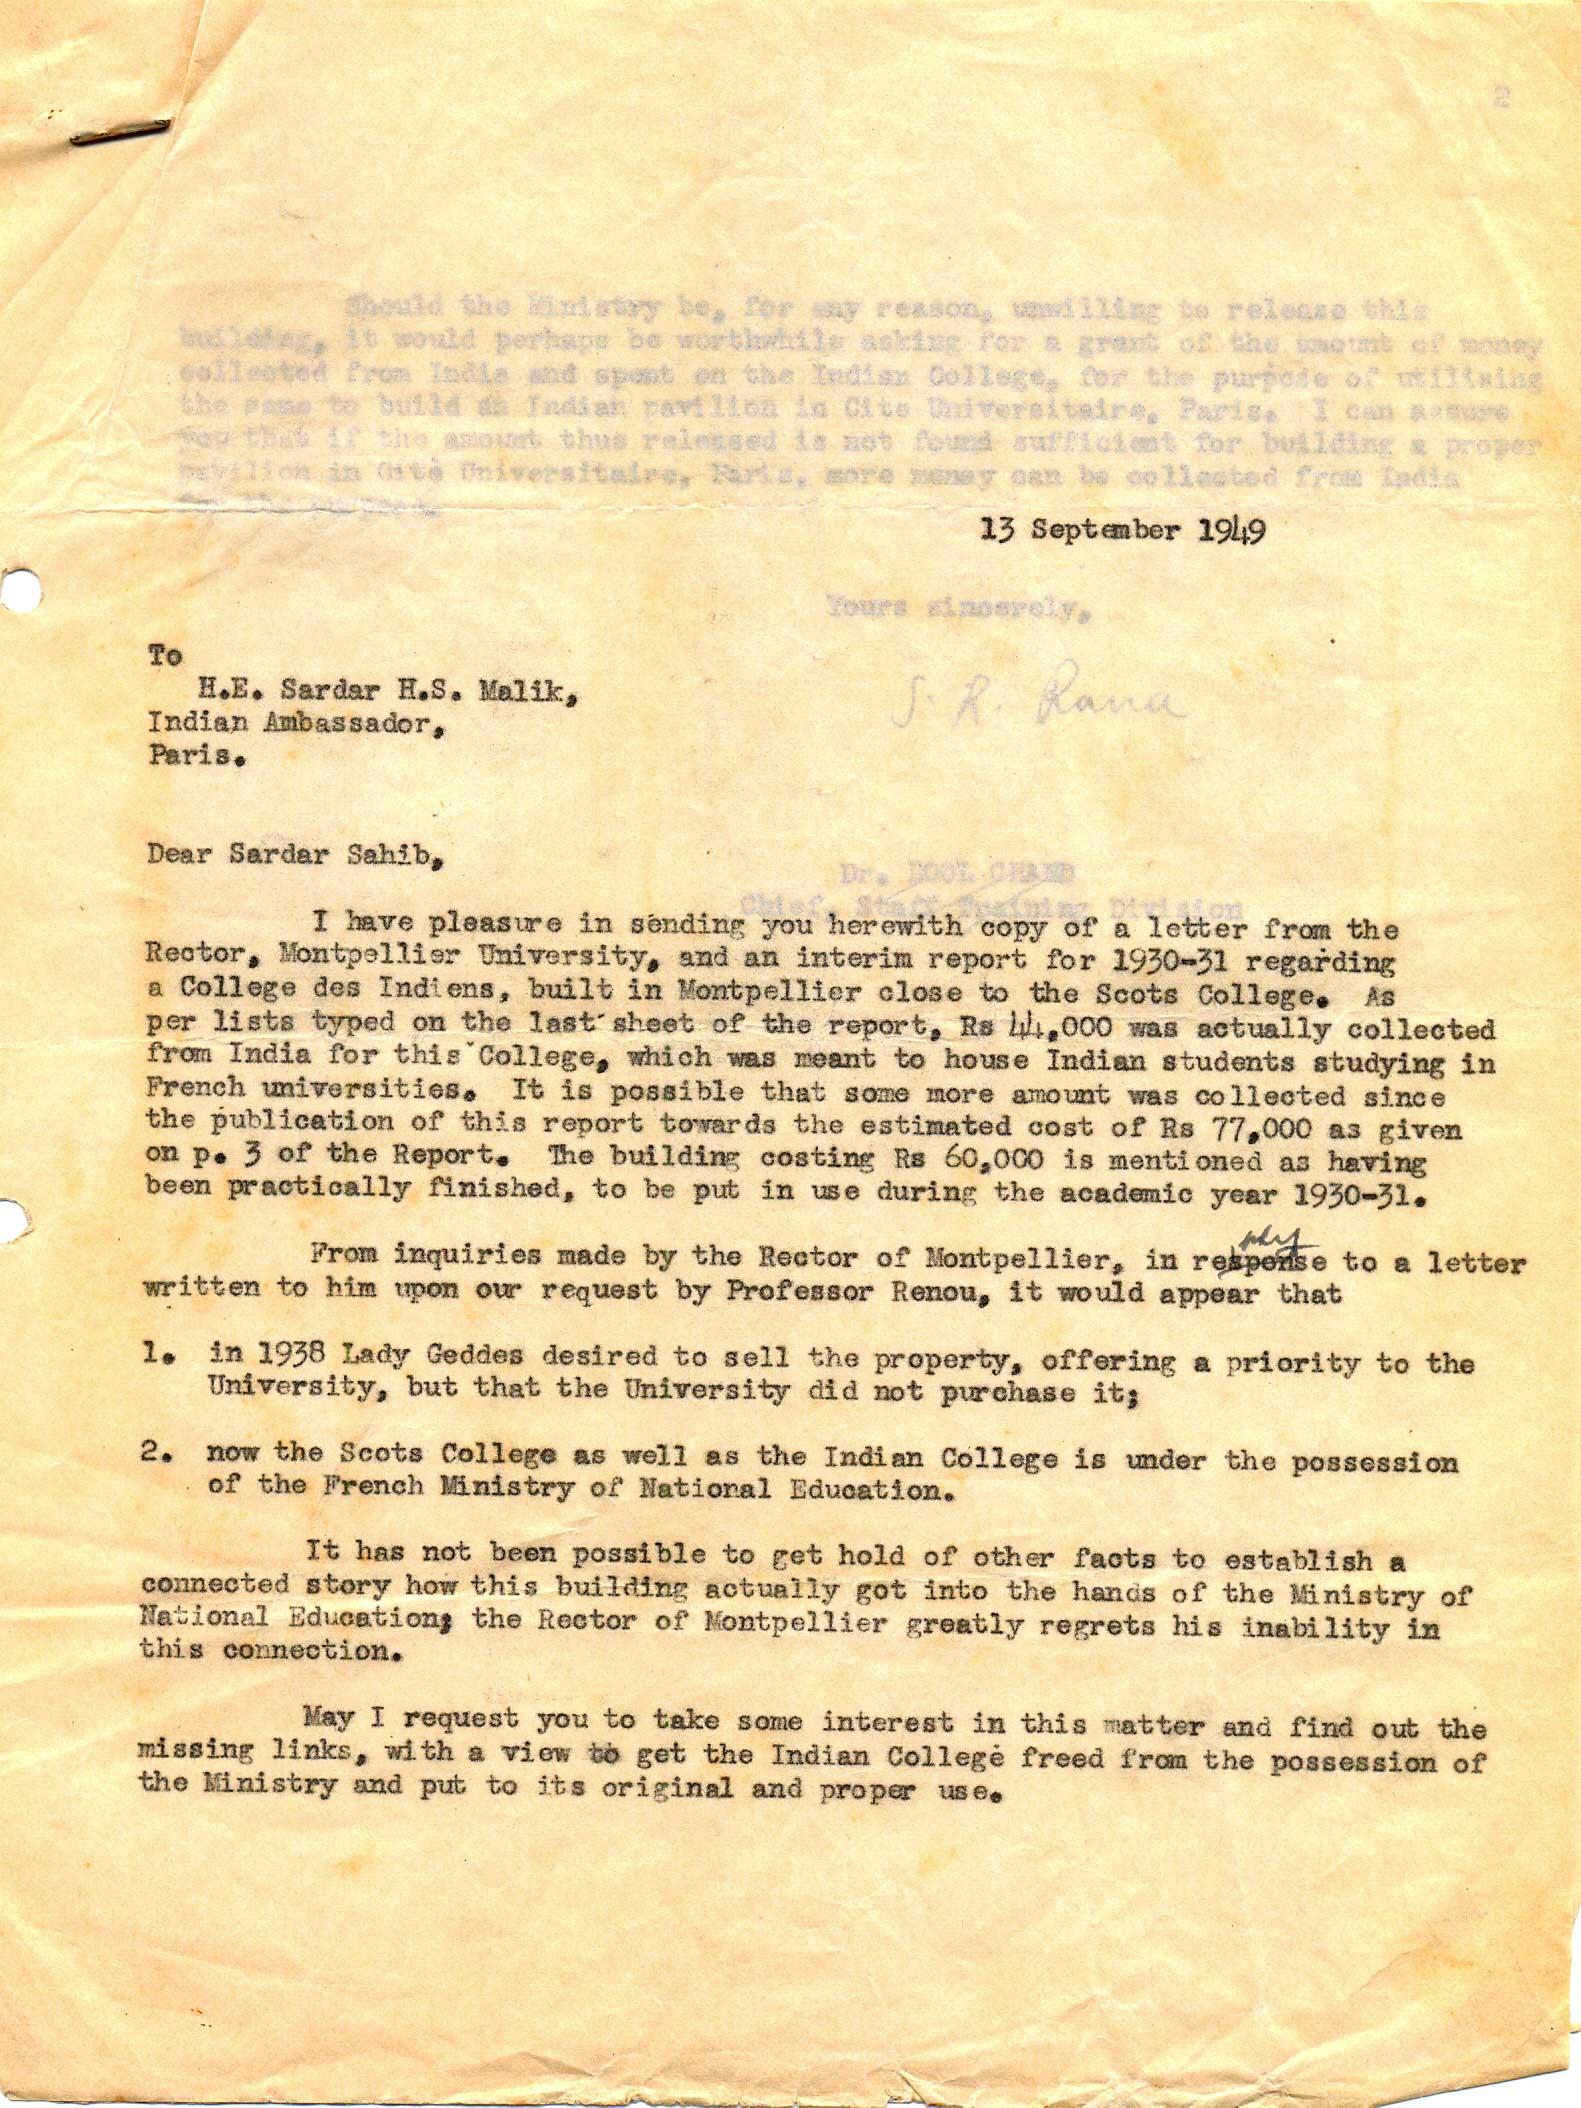 2
Should the Ministry be, for any reason, unwilling to release this
building, it would perhaps be worthwhile asking for a grant of the amount of money
collected from India and spent on the Indian College, for the purpose of utilising
the same to build an Indian pavilion in Cite Universitaire, Paris. I can assure
you that if the amount thus released is not found sufficient for building a proper
pavilion in Cité Universitaire, Paris, more money can be collected from India
13 September 1949
Yours sincerely,
To
H.E. Sardar H.S. Malik,
S. R. Rana
Indian Ambassador,
Paris.
Dear Sardar Sahib,
Dr. MOOL CHAND
Chief, Staff Training Division
I have pleasure in sending you herewith copy of a letter from the
Rector, Montpellier University, and an interim report for 1930-31 regarding
a College des Indiens, built in Montpellier close to the Scots College. As
per lists typed on the last sheet of the report, Rs 44,000 was actually collected
from India for this College, which was meant to house Indian students studying in
French universities. It is possible that some more amount was collected since
the publication of this report towards the estimated cost of Rs 77,000 as given
on p. 3 of the Report. The building costing Rs 60,000 is mentioned as having
been practically finished, to be put in use during the academic year 1930-31.
ply
From inquiries made by the Rector of Montpellier, in response to a letter
written to him upon our request by Professor Renou, it would appear that
1. in 1938 Lady Geddes desired to sell the property, offering a priority to the
University, but that the University did not purchase it;
2. now the Scots College as well as the Indian College is under the possession
of the French Ministry of National Education.
It has not been possible to get hold of other facts to establish a
connected story how this building actually got into the hands of the Ministry of
National Education; the Rector of Montpellier greatly regrets his inability in
this connection.
May I request you to take some interest in this matter and find out the
missing links, with a view to get the Indian College freed from the possession of
the Ministry and put to its original and proper use.